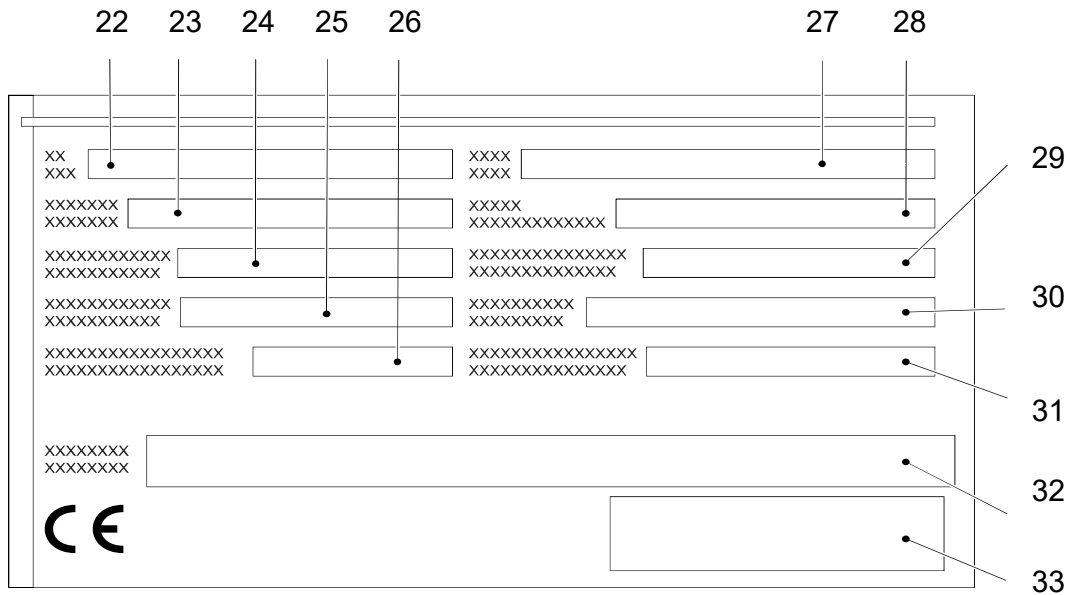 22 23 24 25 26 27 28
XX
XXX
XXXX
XXXX
29
XXXXXXX
XXXXXXX
XXXXX
XXXXXXXXXXXXX
XXXXXXXXXXXX
XXXXXXXXXXX
XXXXXXXXXXXXXXX
XXXXXXXXXXXXXX
30
XXXXXXXXXXXX
XXXXXXXXXXX
XXXXXXXXXX
XXXXXXXXX
XXXXXXXXXXXXXXXXX
XXXXXXXXXXXXXXXXX
XXXXXXXXXXXXXXXX
XXXXXXXXXXXXXXX
31
XXXXXXXX
XXXXXXXX
32
CE
33